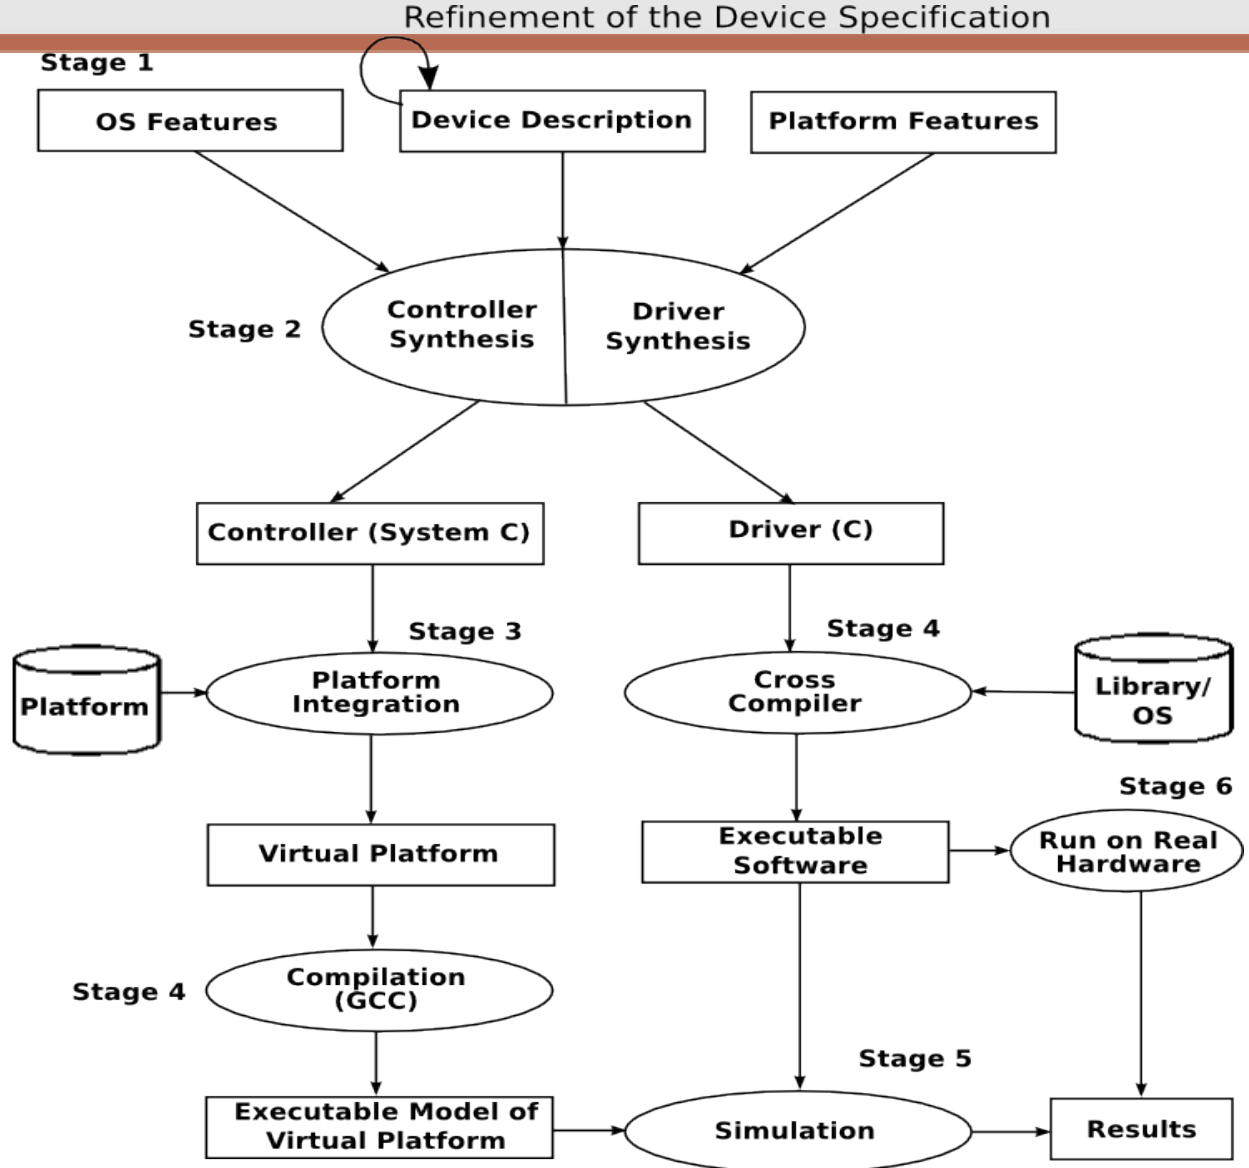 Refinement of the Device Specification
Stage 1
OS Features
Device Description
Platform Features
Stage 2
Controller
Synthesis
Driver
Synthesis
Controller (System C)
Driver (C)
Stage 3
Stage 4
Platform
Platform
Integration
Cross
Compiler
Library/
OS
Stage 6
Virtual Platform
Executable
Software
Run on Real
Hardware
Stage 4
Compilation
(GCC)
Stage 5
Executable Model of
Virtual Platform
Simulation
Results